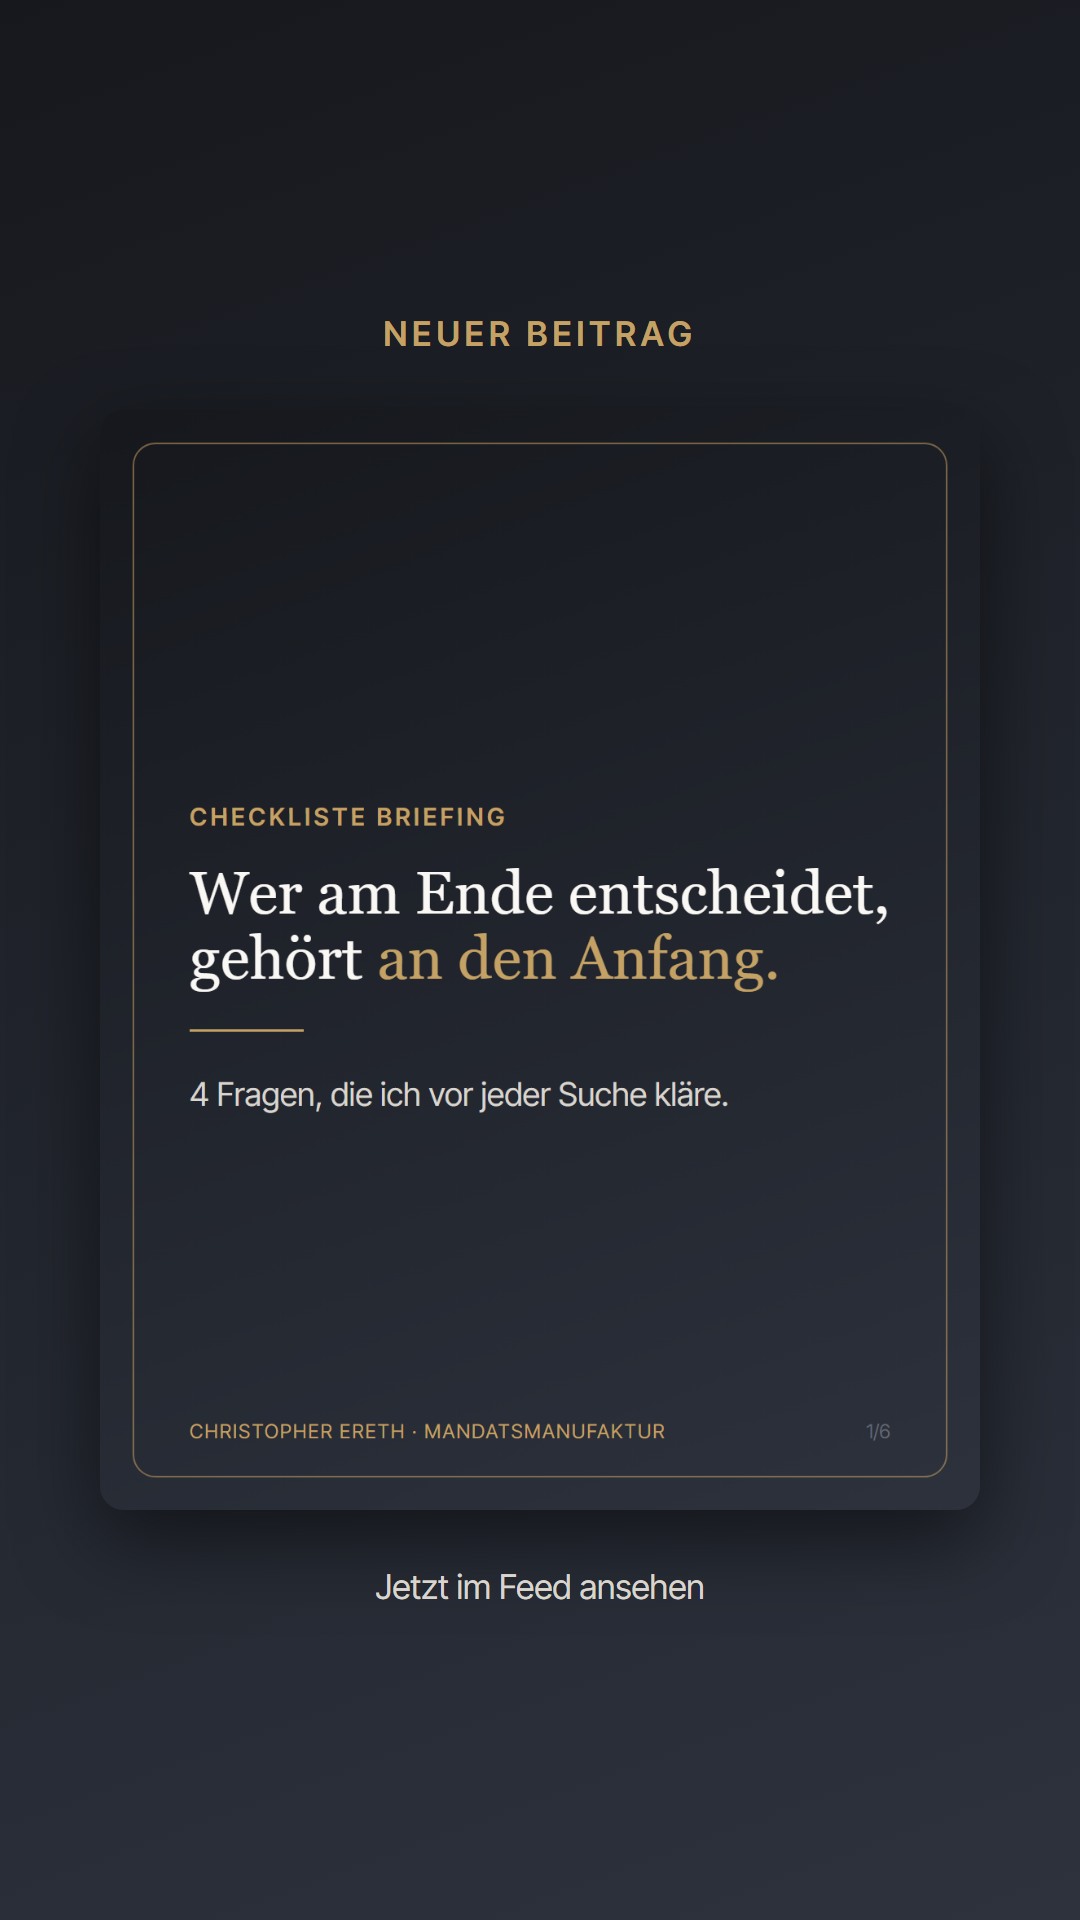 NEUER BEITRAG
CHECKLISTE BRIEFING
Wer am Ende entscheidet,
gehört an den Anfang.
4 Fragen, die ich vor jeder Suche kläre.
CHRISTOPHER ERETH · MANDATSMANUFAKTUR
1/6
Jetzt im Feed ansehen